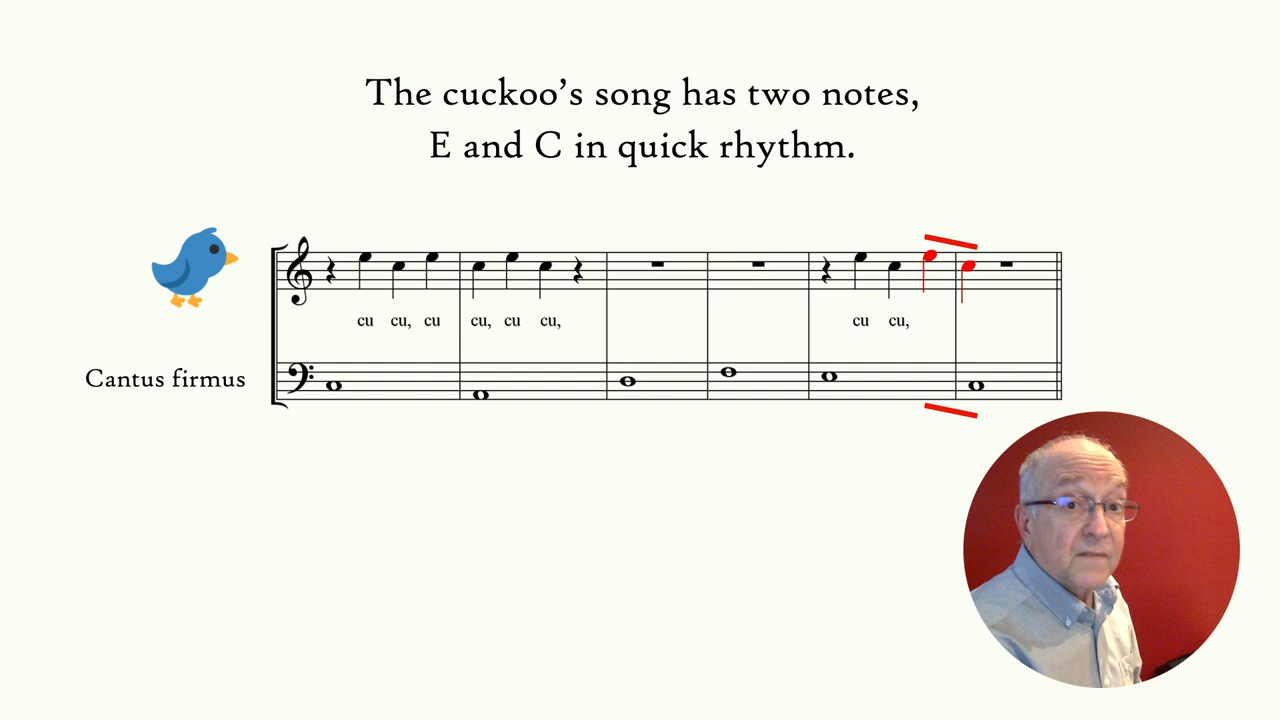 The cuckoo’s song has two notes,
E and C in quick rhythm.
cu cu, cu cu, cu cu, cu cu,
Cantus firmus